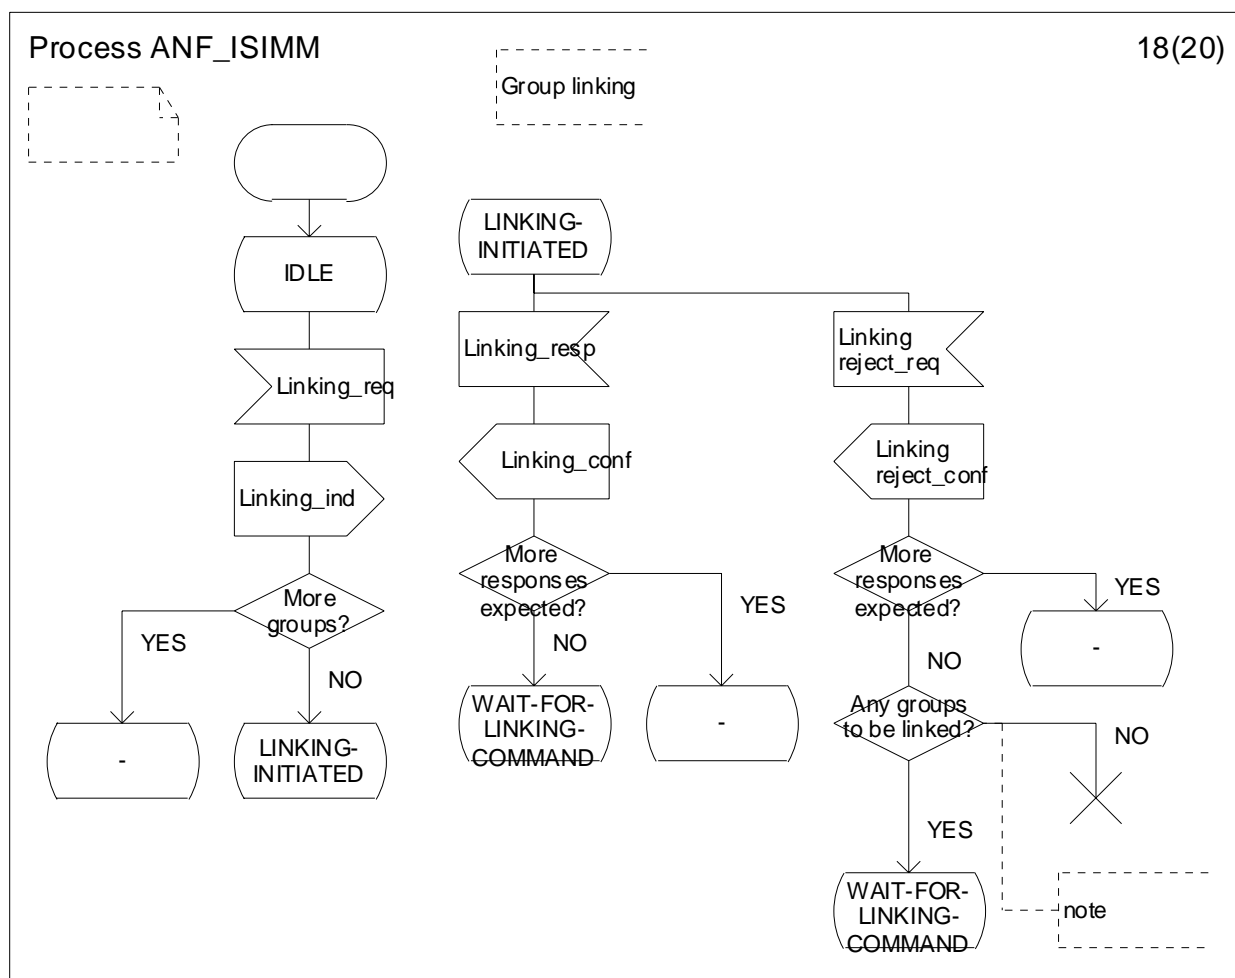 Process ANF_ISIMM
18(20)
Group linking
IDLE
Linking_req
Linking_ind
More
groups?
YES
NO
-
LINKING-
INITIATED
LINKING-
INITIATED
Linking_resp
Linking_conf
More
responses
expected?
YES
NO
WAIT-FOR-
LINKING-
COMMAND
-
Linking
reject_req
Linking
reject_conf
More
responses
expected?
YES
-
NO
Any groups
to be linked?
NO
YES
WAIT-FOR-
LINKING-
COMMAND
note